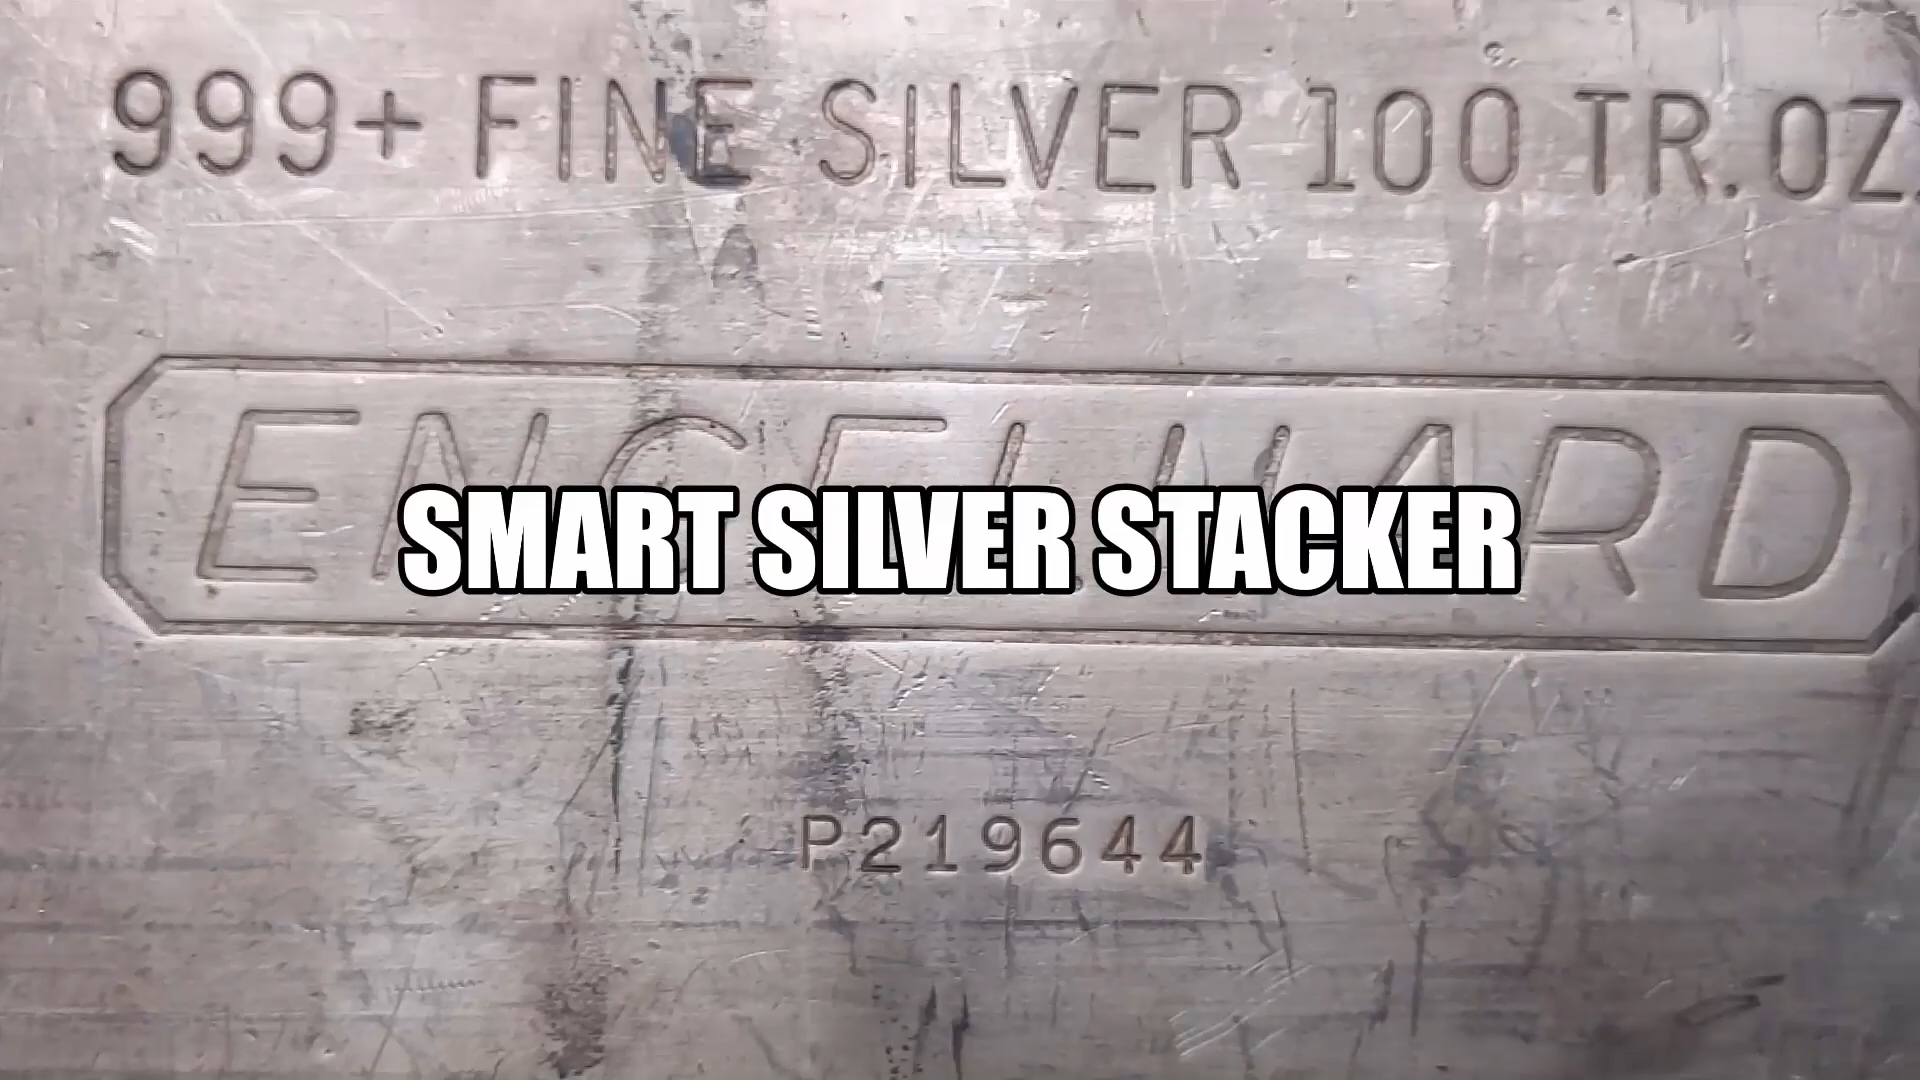 999+ FINE SILVER 100 TR.OZ.
ENGELHARD
SMART SILVER STACKER
P219644